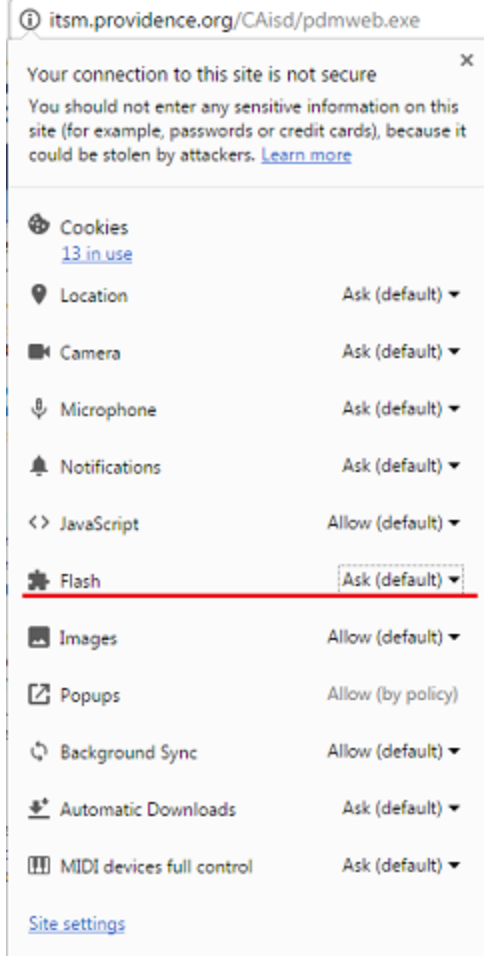 itsm.providence.org/CAisd/pdmweb.exe
Your connection to this site is not secure
You should not enter any sensitive information on this
site (for example, passwords or credit cards), because it
could be stolen by attackers. Learn more
Cookies
13 in use
Location Ask (default)
Camera Ask (default)
Microphone Ask (default)
Notifications Ask (default)
JavaScript Allow (default)
Flash Ask (default)
Images Allow (default)
Popups Allow (by policy)
Background Sync Allow (default)
Automatic Downloads Ask (default)
MIDI devices full control Ask (default)
Site settings